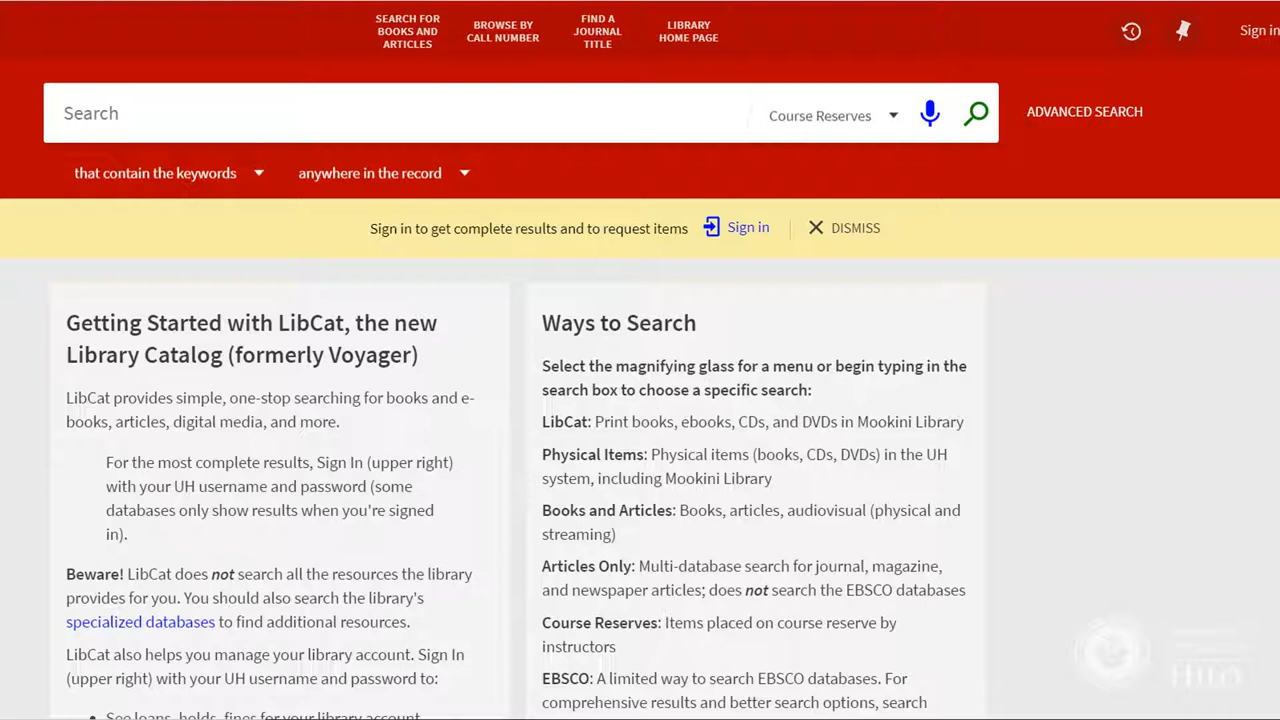 SEARCH FOR
BOOKS AND
ARTICLES
BROWSE BY
CALL NUMBER
FIND A
JOURNAL
TITLE
LIBRARY
HOME PAGE
Sign in
Search
Course Reserves
ADVANCED SEARCH
that contain the keywords
anywhere in the record
Sign in to get complete results and to request items
Sign in
DISMISS
Getting Started with LibCat, the new
Library Catalog (formerly Voyager)
LibCat provides simple, one-stop searching for books and e-
books, articles, digital media, and more.
For the most complete results, Sign In (upper right)
with your UH username and password (some
databases only show results when you're signed
in).
Beware! LibCat does not search all the resources the library
provides for you. You should also search the library's
specialized databases to find additional resources.
LibCat also helps you manage your library account. Sign In
(upper right) with your UH username and password to:
• See loans, holds, fines for your library account
Ways to Search
Select the magnifying glass for a menu or begin typing in the
search box to choose a specific search:
LibCat: Print books, ebooks, CDs, and DVDs in Mookini Library
Physical Items: Physical items (books, CDs, DVDs) in the UH
system, including Mookini Library
Books and Articles: Books, articles, audiovisual (physical and
streaming)
Articles Only: Multi-database search for journal, magazine,
and newspaper articles; does not search the EBSCO databases
Course Reserves: Items placed on course reserve by
instructors
EBSCO: A limited way to search EBSCO databases. For
comprehensive results and better search options, search
HILO